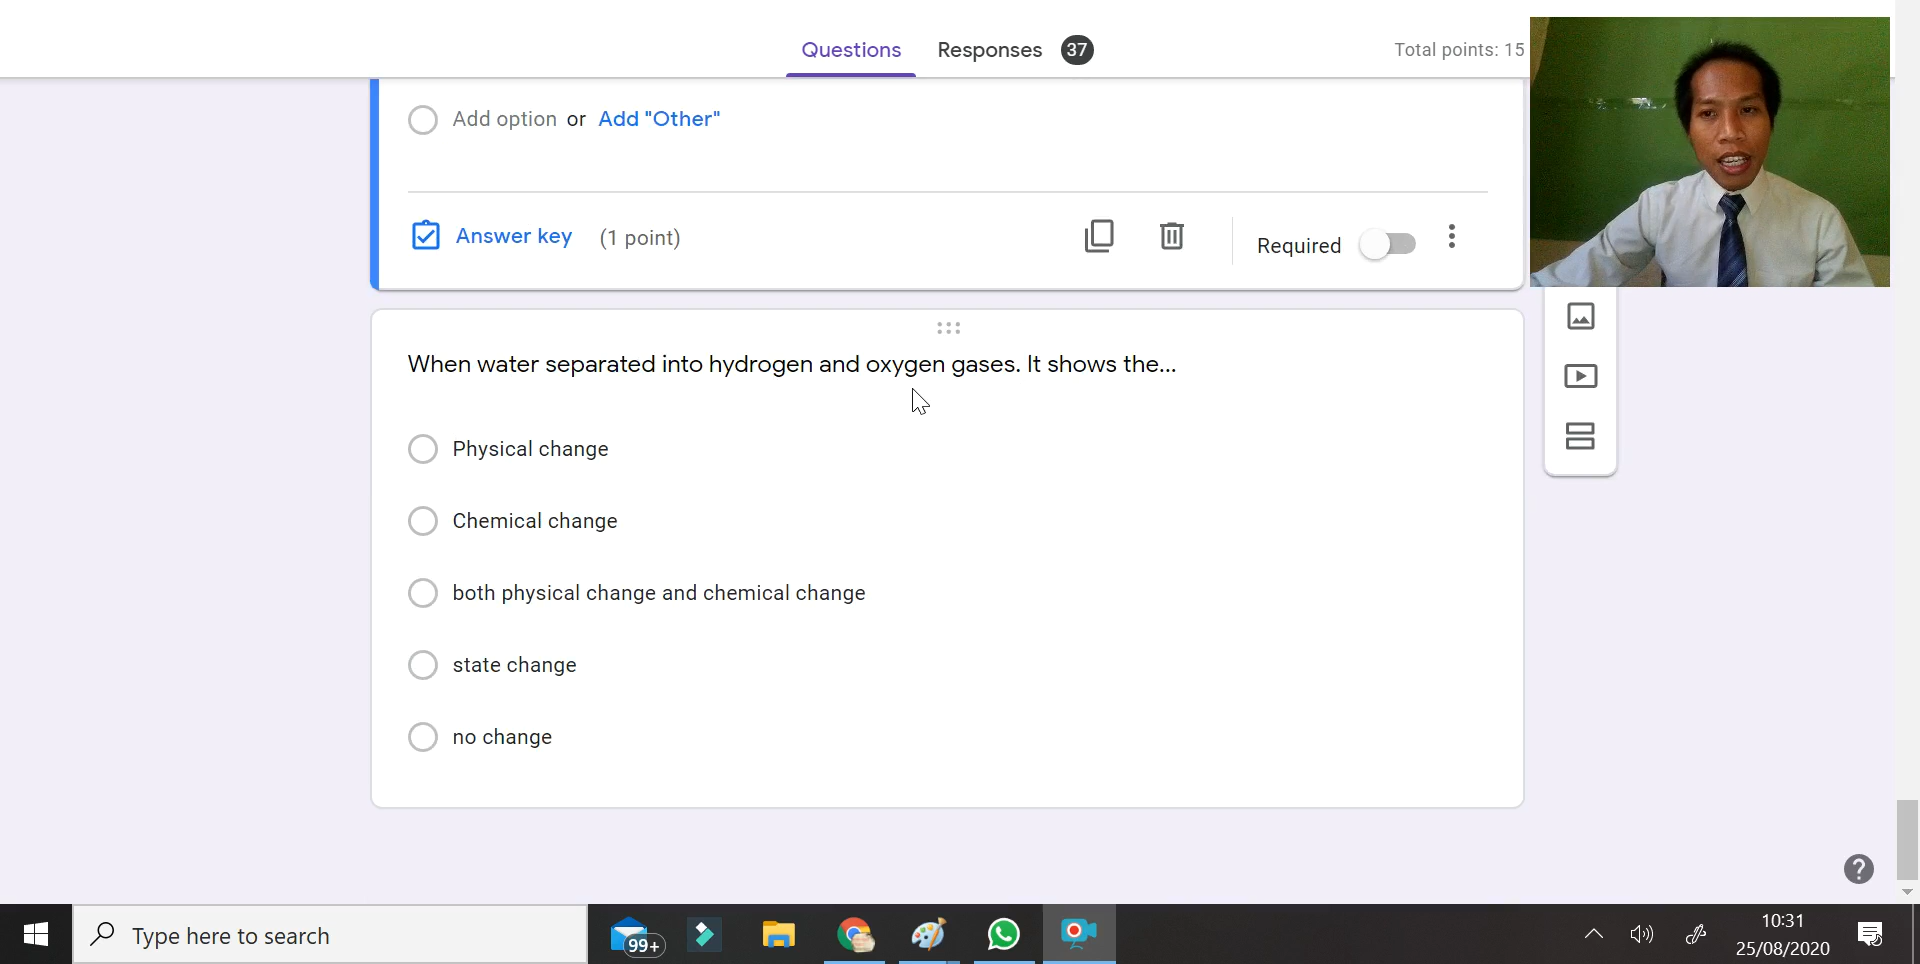 Questions Responses 37 Total points: 15
Add option or Add "Other"
Answer key (1 point) Required
When water separated into hydrogen and oxygen gases. It shows the...
Physical change
Chemical change
both physical change and chemical change
state change
no change
?
Type here to search 99+ 10:31
25/08/2020